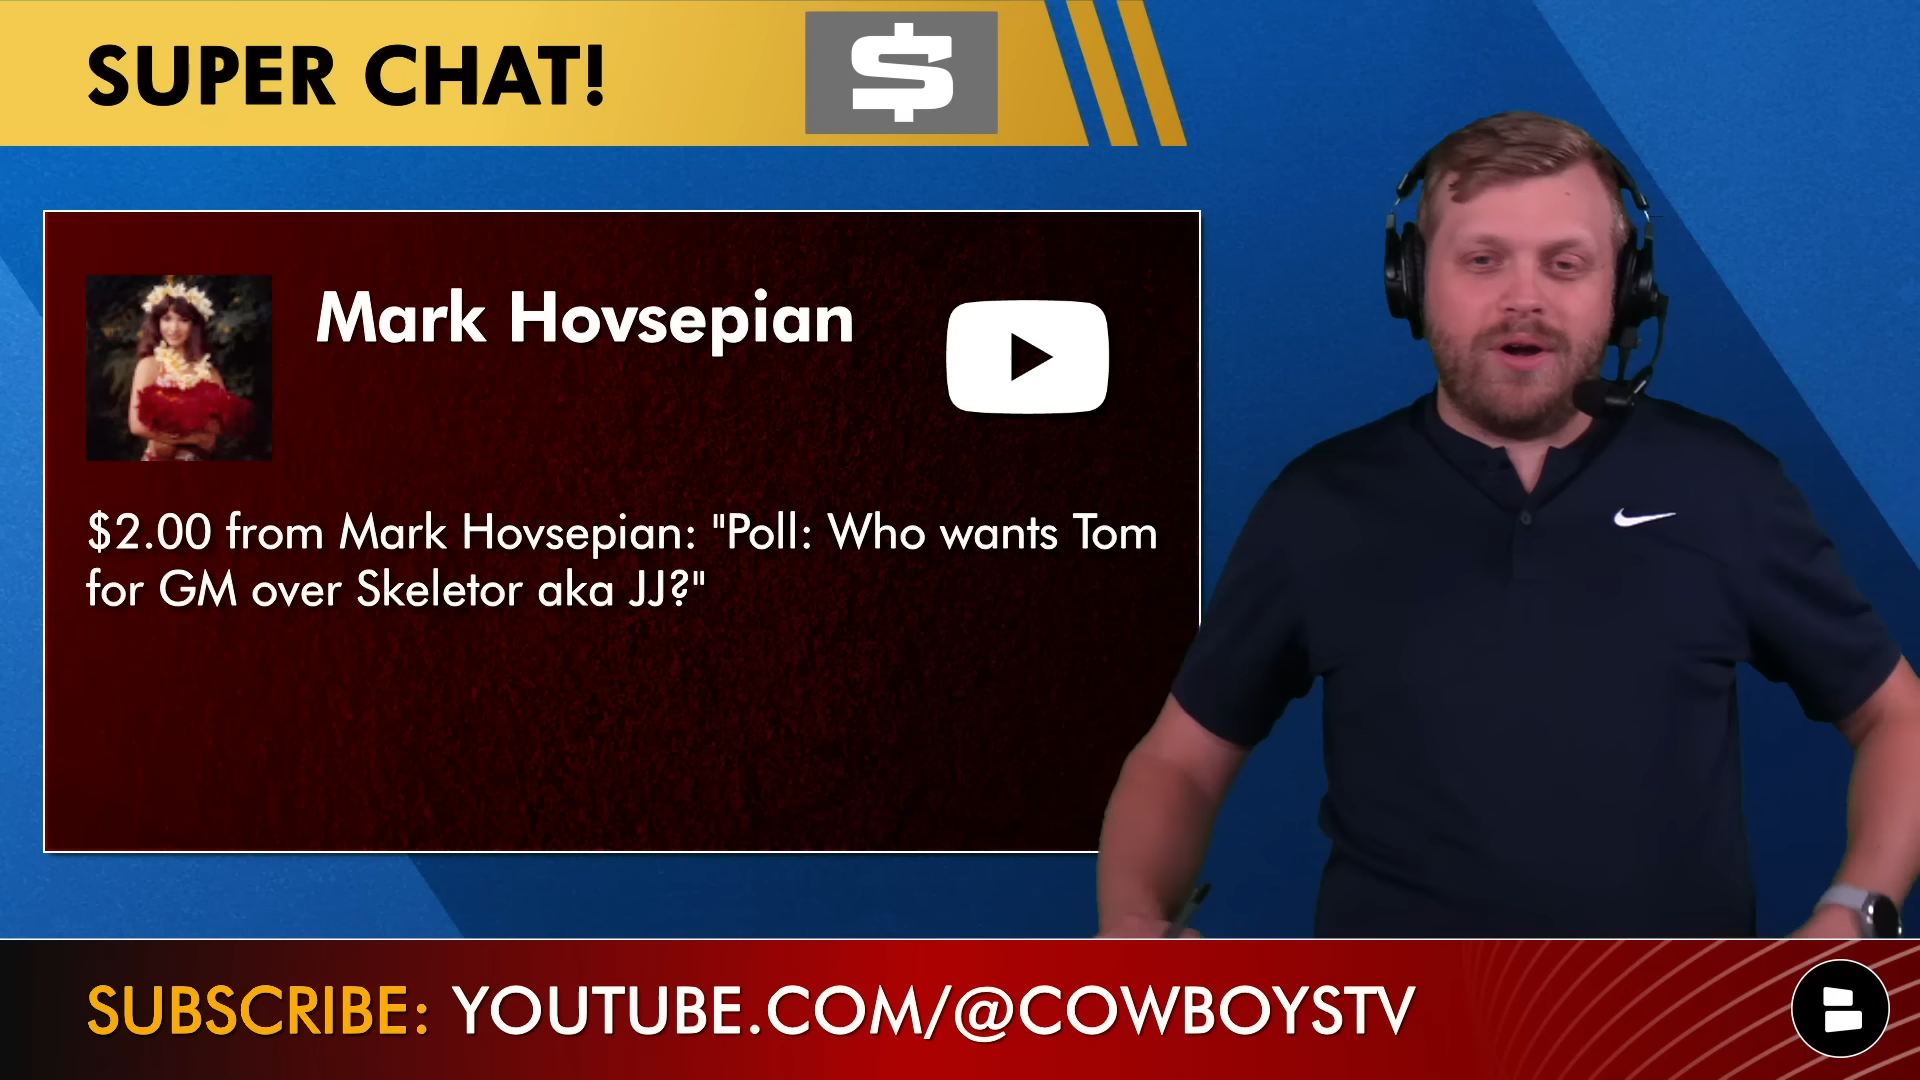 SUPER CHAT!
$
Mark Hovsepian
$2.00 from Mark Hovsepian: "Poll: Who wants Tom
for GM over Skeletor aka JJ?"
SUBSCRIBE: YOUTUBE.COM/@COWBOYSTV